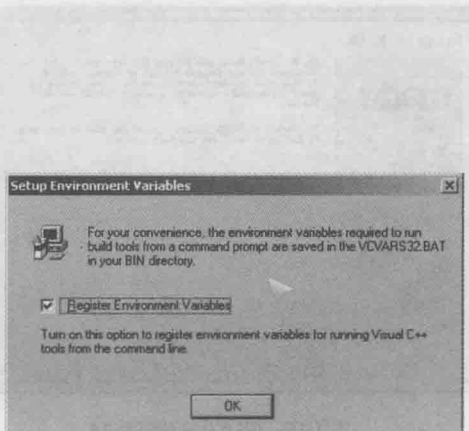 Setup Environment Variables
For your convenience, the environment variables required to run
build tools from a command prompt are saved in the VCVARS32.BAT
in your BIN directory.
Register Environment Variables
Turn on this option to register environment variables for running Visual C++
tools from the command line.
OK